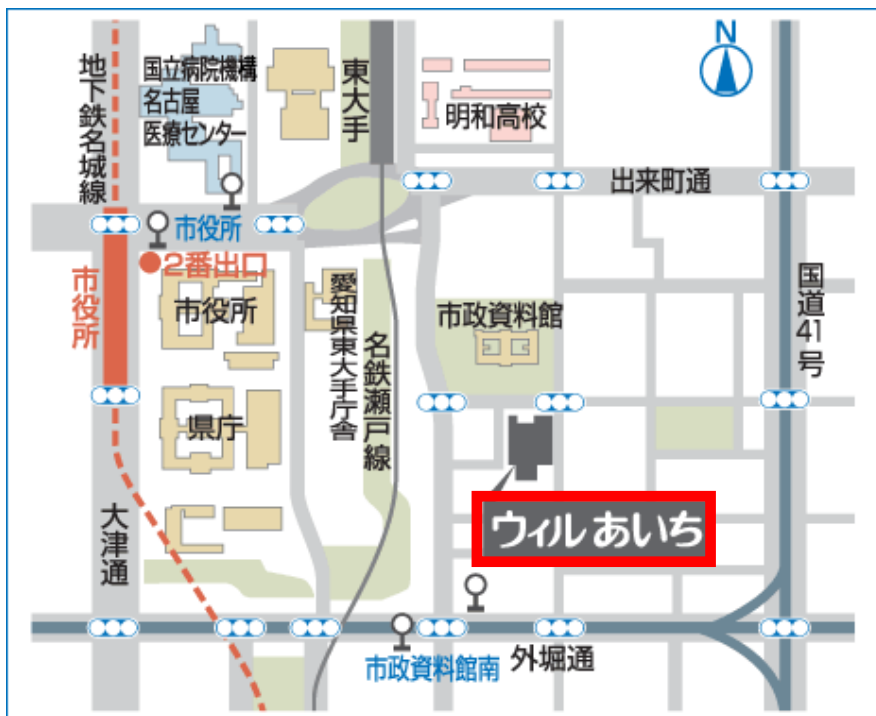 N
地下鉄名城線
国立病院機構
名古屋
医療センター
東大手
明和高校
出来町通
市役所
2番出口
市役所
市役所
愛知県東大手庁舎
名鉄瀬戸線
市政資料館
国道41号
県庁
大津通
ウィルあいち
市政資料館南
外堀通